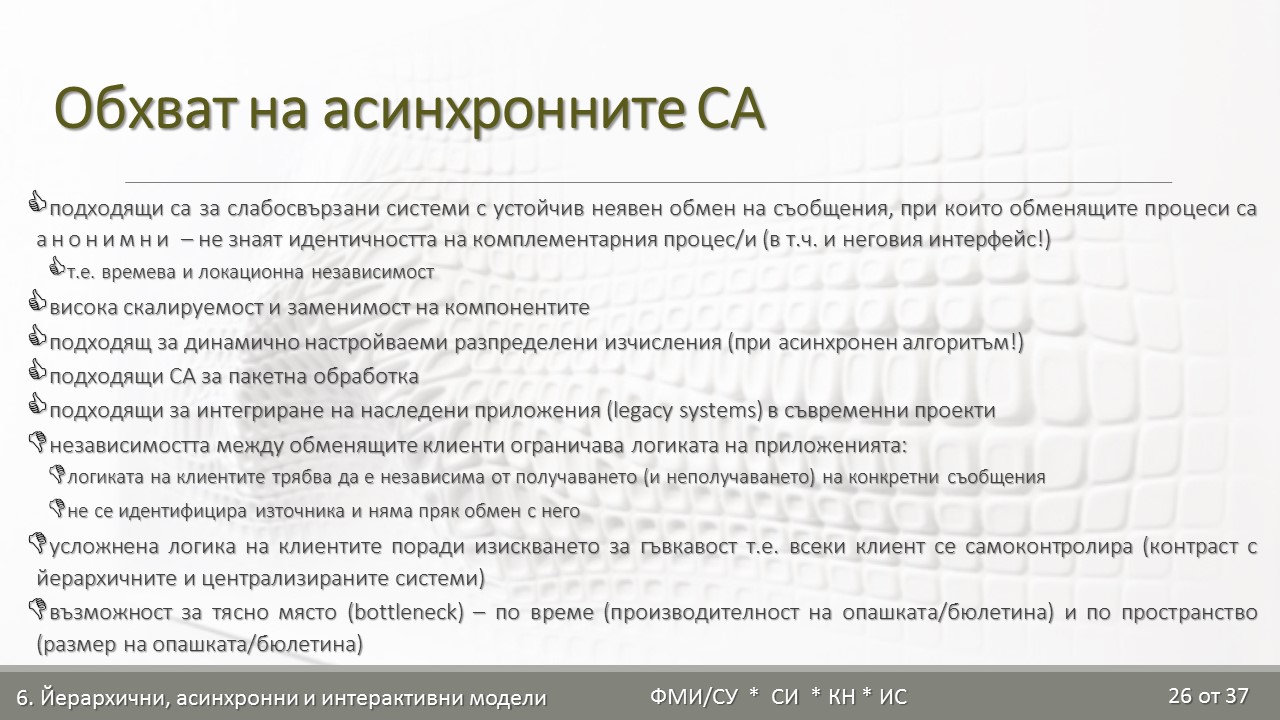 Обхват на асинхронните СА
подходящи са за слабосвързани системи с устойчив неявен обмен на съобщения, при които обменящите процеси са
анонимни – не знаят идентичността на комплементарния процес/и (в т.ч. и неговия интерфейс!)
т.е. времева и локационна независимост
висока скалируемост и заменимост на компонентите
подходящ за динамично настройваеми разпределени изчисления (при асинхронен алгоритъм!)
подходящи СА за пакетна обработка
подходящи за интегриране на наследени приложения (legacy systems) в съвременни проекти
независимостта между обменящите клиенти ограничава логиката на приложенията:
логиката на клиентите трябва да е независима от получаването (и неполучаването) на конкретни съобщения
не се идентифицира източника и няма пряк обмен с него
усложнена логика на клиентите поради изискването за гъвкавост т.е. всеки клиент се самоконтролира (контраст с
йерархичните и централизираните системи)
възможност за тясно място (bottleneck) – по време (производителност на опашката/бюлетина) и по пространство
(размер на опашката/бюлетина)
6. Йерархични, асинхронни и интерактивни модели ФМИ/СУ * СИ * КН * ИС 26 от 37